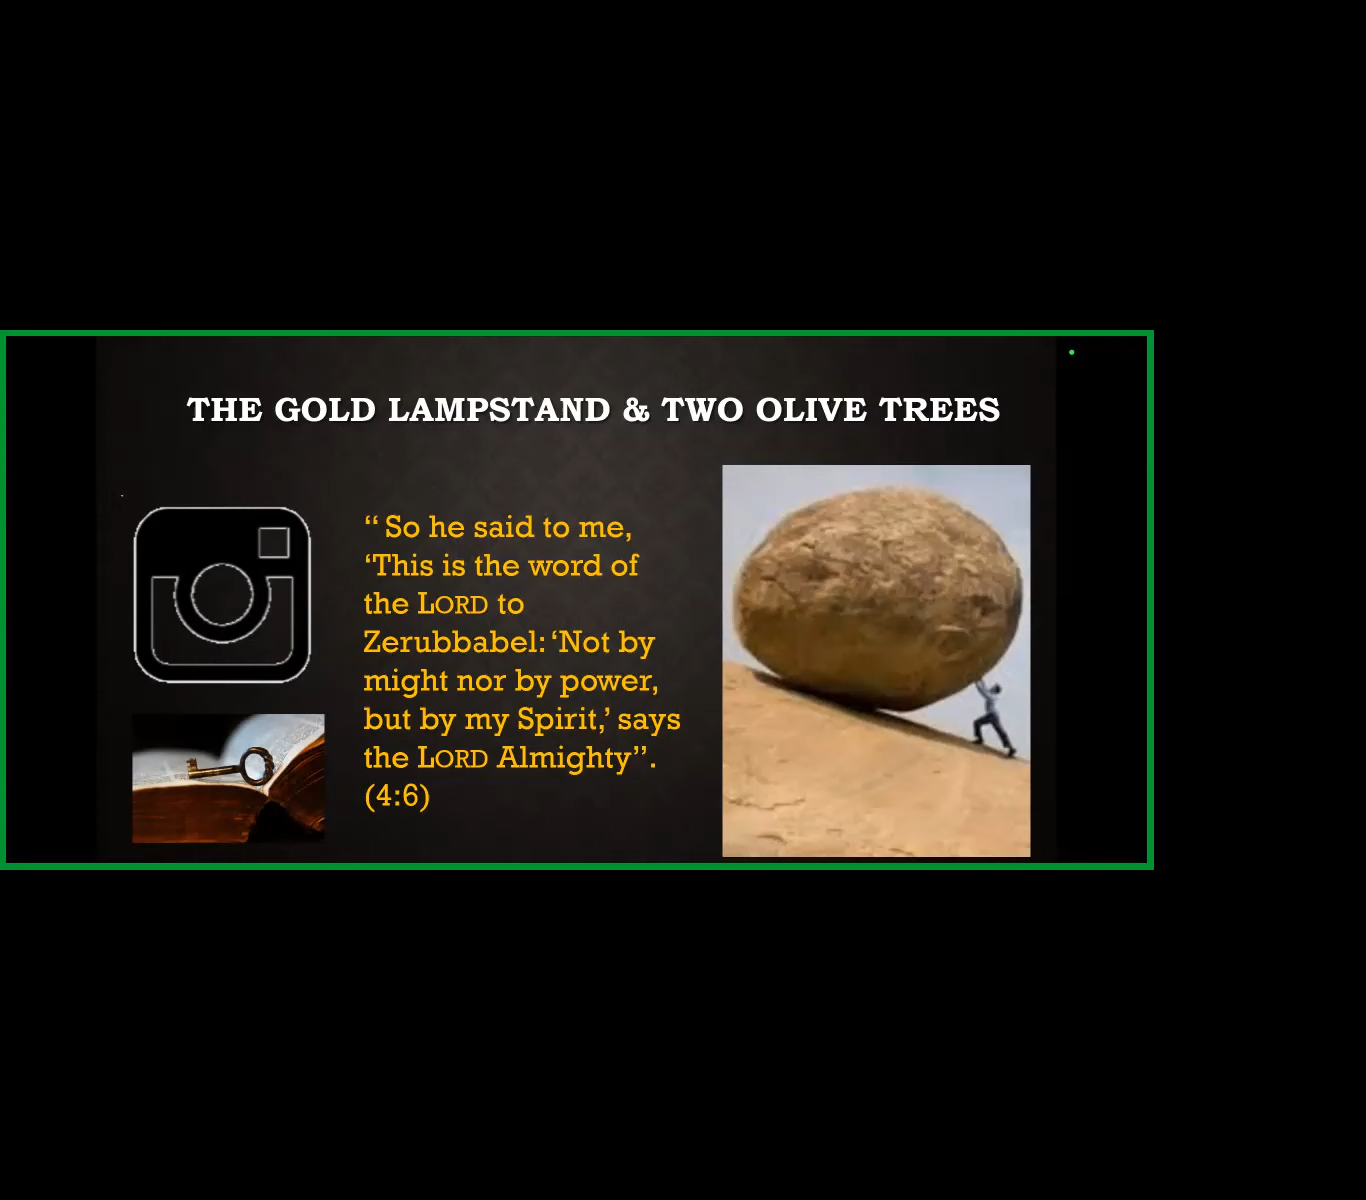 THE GOLD LAMPSTAND & TWO OLIVE TREES
“ So he said to me,
‘This is the word of
the LORD to
Zerubbabel: ‘Not by
might nor by power,
but by my Spirit,’ says
the LORD Almighty”.
(4:6)